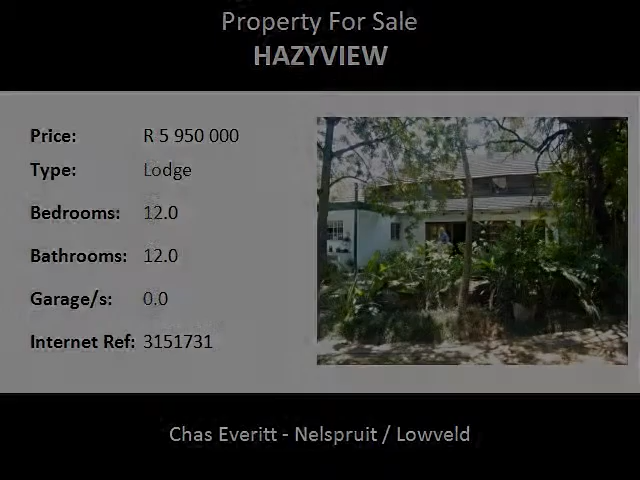 Property For Sale
HAZYVIEW
Price: R 5 950 000
Type: Lodge
Bedrooms: 12.0
Bathrooms: 12.0
Garage/s: 0.0
Internet Ref: 3151731
Chas Everitt - Nelspruit / Lowveld